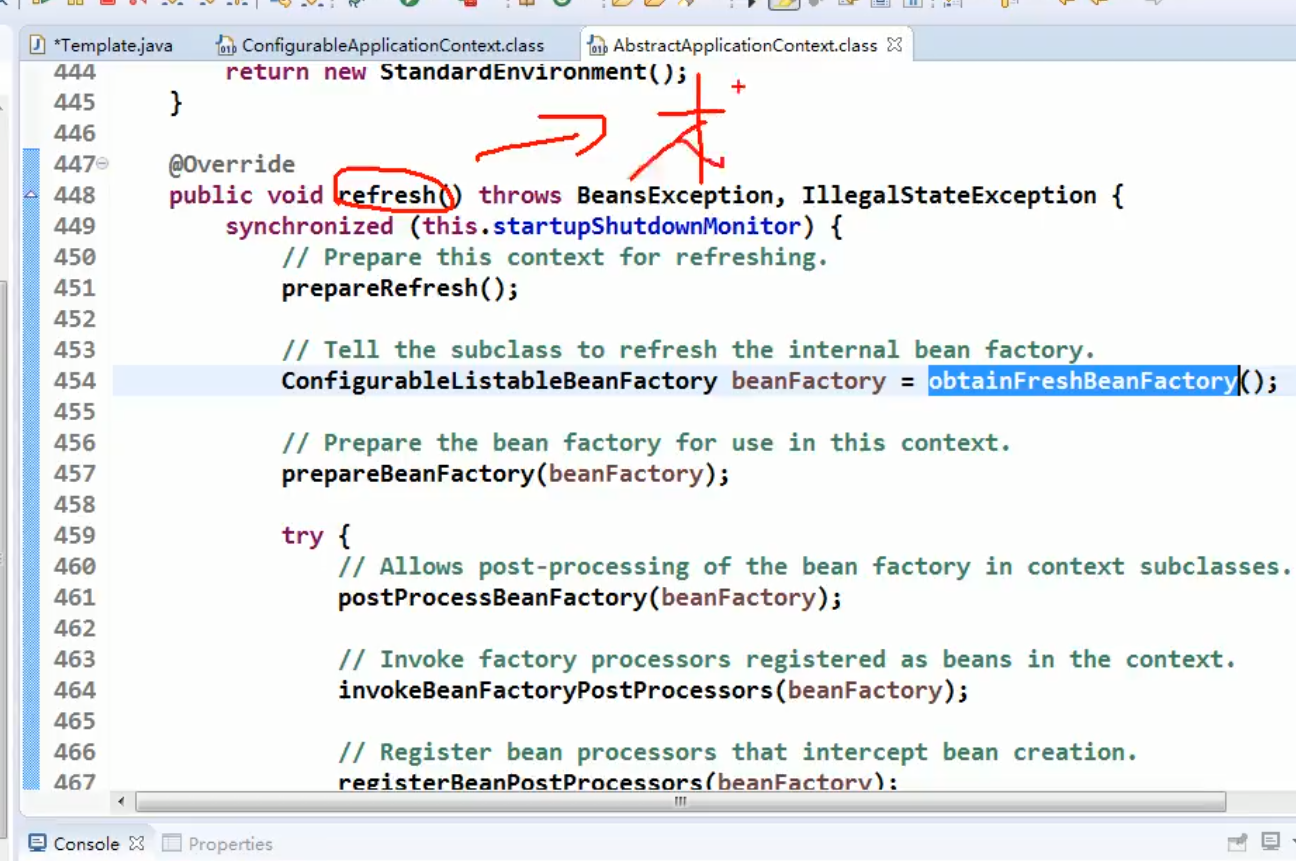 *Template.java ConfigurableApplicationContext.class AbstractApplicationContext.class
444 return new StandardEnvironment();
445 }
446
447 @Override
448 public void refresh() throws BeansException, IllegalStateException {
449 synchronized (this.startupShutdownMonitor) {
450 // Prepare this context for refreshing.
451 prepareRefresh();
452
453 // Tell the subclass to refresh the internal bean factory.
454 ConfigurableListableBeanFactory beanFactory = obtainFreshBeanFactory();
455
456 // Prepare the bean factory for use in this context.
457 prepareBeanFactory(beanFactory);
458
459 try {
460 // Allows post-processing of the bean factory in context subclasses.
461 postProcessBeanFactory(beanFactory);
462
463 // Invoke factory processors registered as beans in the context.
464 invokeBeanFactoryPostProcessors(beanFactory);
465
466 // Register bean processors that intercept bean creation.
467 registerBeanPostProcessors(beanFactory);
Console Properties